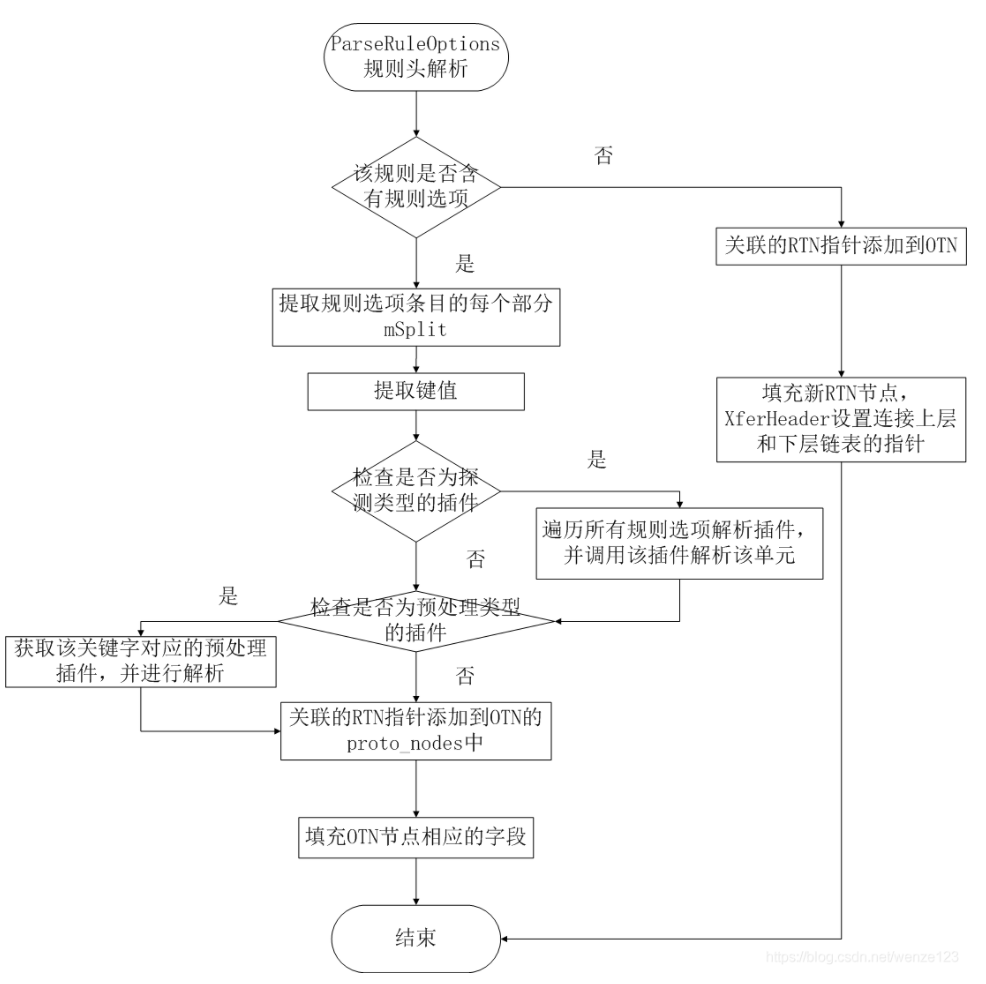 ParseRuleOptions
规则头解析
否
该规则是否含
有规则选项
关联的RTN指针添加到OTN
是
提取规则选项条目的每个部分
mSplit
提取键值
填充新RTN节点，
XferHeader设置连接上层
和下层链表的指针
是
检查是否为探
测类型的插件
遍历所有规则选项解析插件，
并调用该插件解析该单元
否
是
检查是否为预处理类型
的插件
获取该关键字对应的预处理
插件，并进行解析
否
关联的RTN指针添加到OTN的
proto_nodes中
填充OTN节点相应的字段
结束
https://blog.csdn.net/wenze123